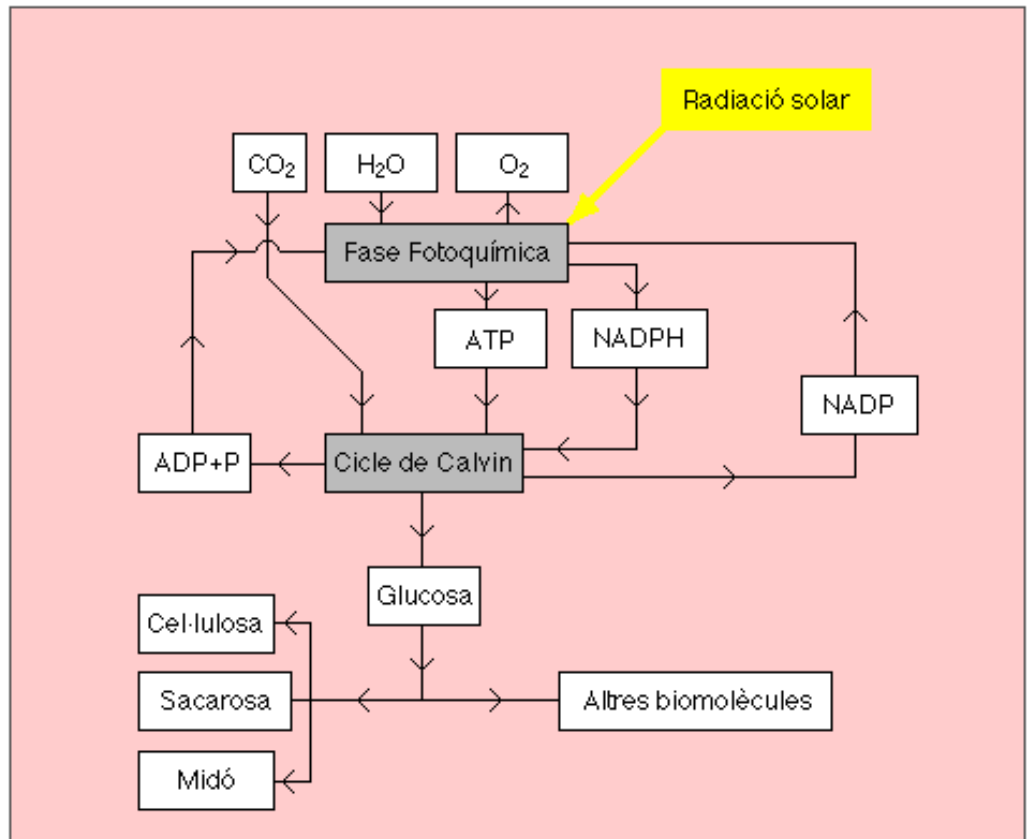 Radiació solar
CO₂
H₂O
O₂
Fase Fotoquímica
ATP
NADPH
NADP
ADP+P
Cicle de Calvin
Glucosa
Cel·lulosa
Sacarosa
Altres biomolècules
Midó